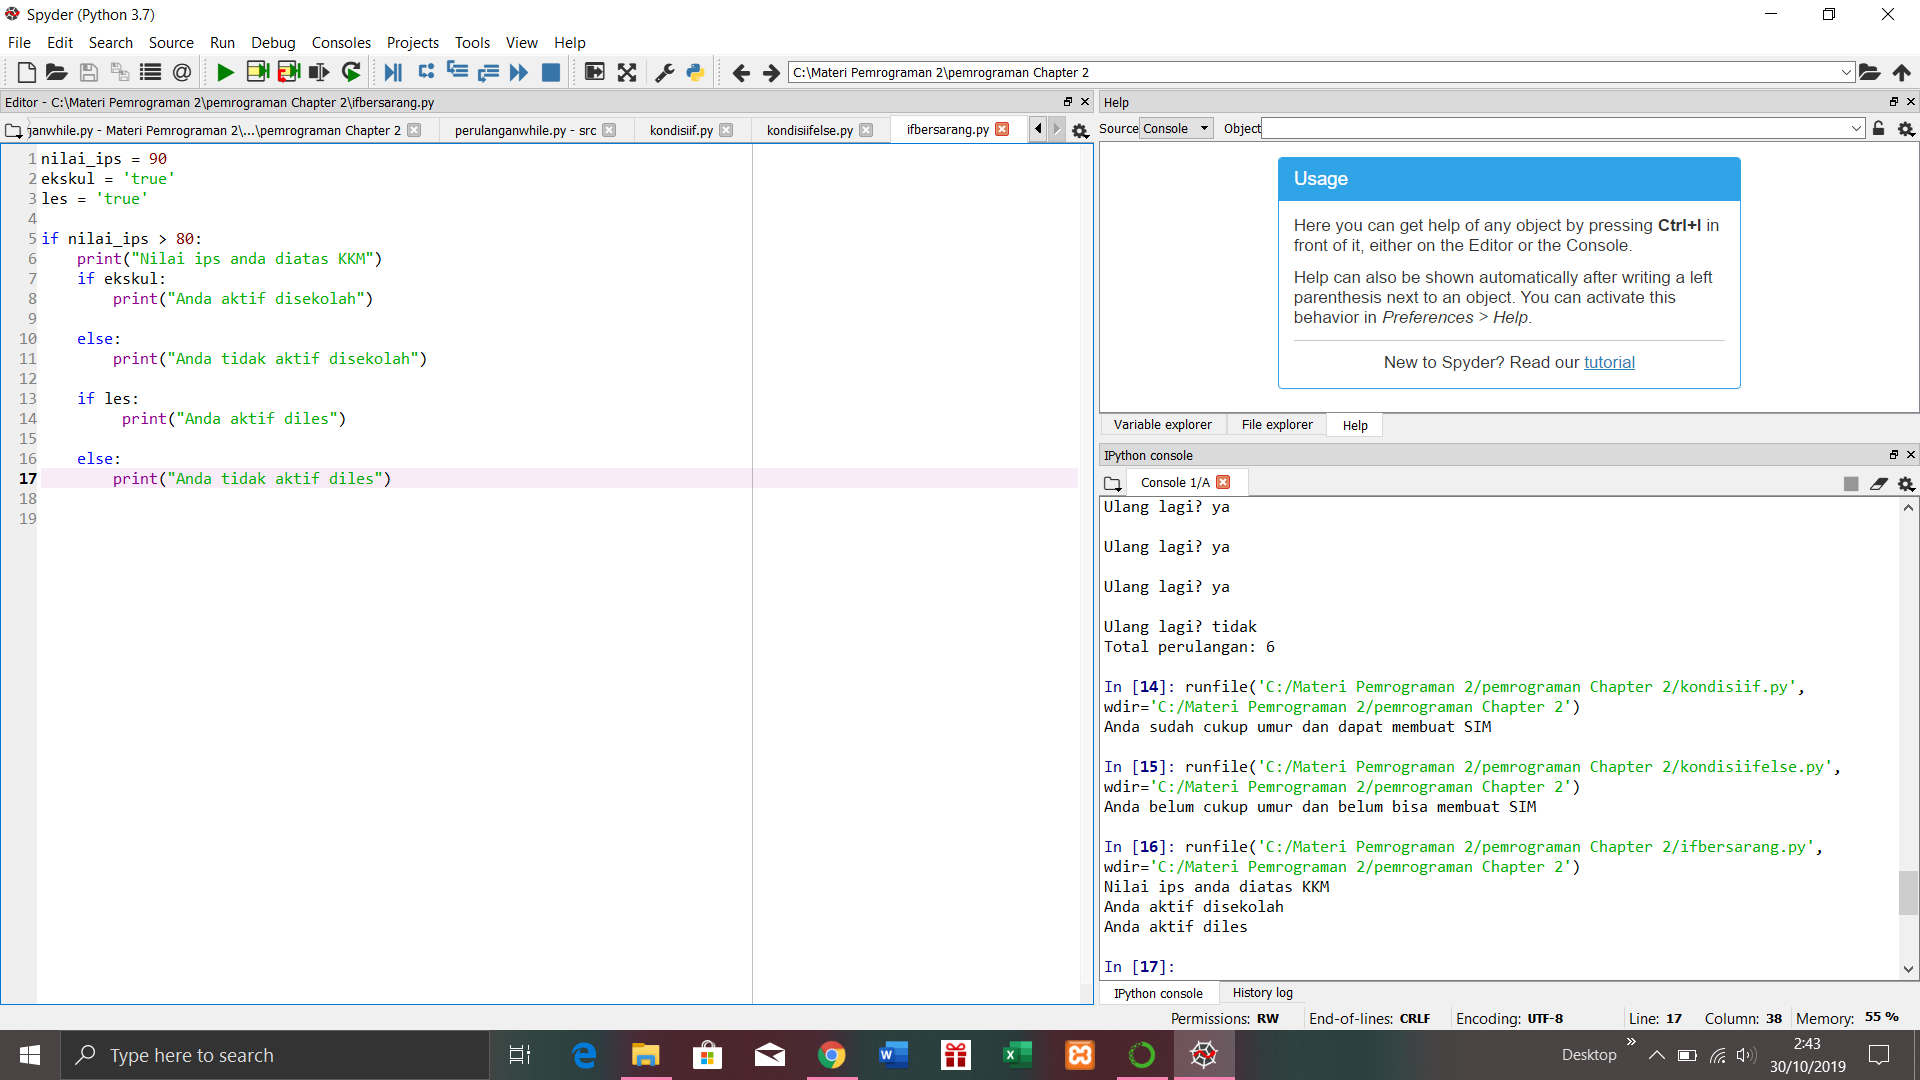 Spyder (Python 3.7)
File Edit Search Source Run Debug Consoles Projects Tools View Help
C:\Materi Pemrograman 2\pemrograman Chapter 2
Editor - C:\Materi Pemrograman 2\pemrograman Chapter 2\ifbersarang.py
anwhile.py - Materi Pemrograman 2\...\pemrograman Chapter 2 perulanganwhile.py - src kondisiif.py kondisiifelse.py ifbersarang.py
1 nilai_ips = 90
2 ekskul = 'true'
3 les = 'true'
4
5 if nilai_ips > 80:
6     print("Nilai ips anda diatas KKM")
7     if ekskul:
8         print("Anda aktif disekolah")
9
10     else:
11         print("Anda tidak aktif disekolah")
12
13     if les:
14          print("Anda aktif diles")
15
16     else:
17         print("Anda tidak aktif diles")
18
19
Help
Source Console Object
Usage
Here you can get help of any object by pressing Ctrl+I in
front of it, either on the Editor or the Console.
Help can also be shown automatically after writing a left
parenthesis next to an object. You can activate this
behavior in Preferences > Help.
New to Spyder? Read our tutorial
Variable explorer File explorer Help
IPython console
Console 1/A
Ulang lagi? ya
Ulang lagi? ya
Ulang lagi? ya
Ulang lagi? tidak
Total perulangan: 6
In [14]: runfile('C:/Materi Pemrograman 2/pemrograman Chapter 2/kondisiif.py',
wdir='C:/Materi Pemrograman 2/pemrograman Chapter 2')
Anda sudah cukup umur dan dapat membuat SIM
In [15]: runfile('C:/Materi Pemrograman 2/pemrograman Chapter 2/kondisiifelse.py',
wdir='C:/Materi Pemrograman 2/pemrograman Chapter 2')
Anda belum cukup umur dan belum bisa membuat SIM
In [16]: runfile('C:/Materi Pemrograman 2/pemrograman Chapter 2/ifbersarang.py',
wdir='C:/Materi Pemrograman 2/pemrograman Chapter 2')
Nilai ips anda diatas KKM
Anda aktif disekolah
Anda aktif diles
In [17]:
IPython console History log
Permissions: RW End-of-lines: CRLF Encoding: UTF-8 Line: 17 Column: 38 Memory: 55 %
Type here to search
Desktop
2:43
30/10/2019